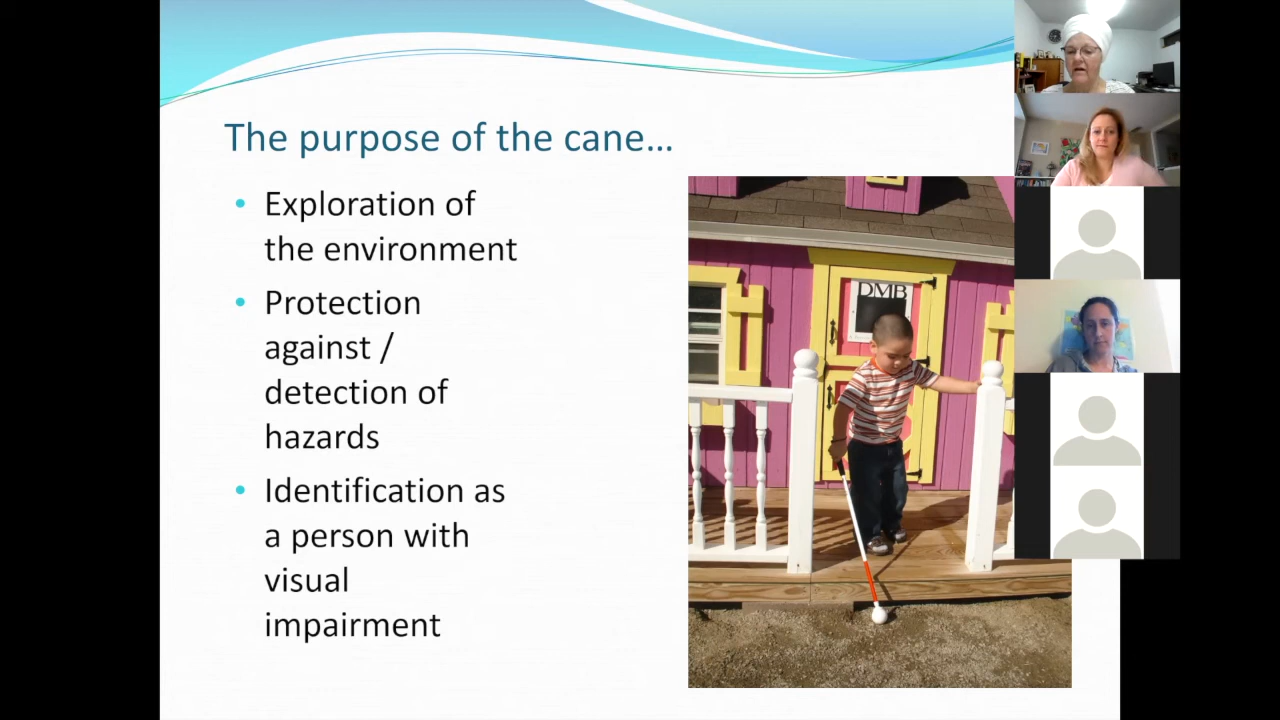 The purpose of the cane...
• Exploration of
the environment
• Protection
against /
detection of
hazards
• Identification as
a person with
visual
impairment
DMB